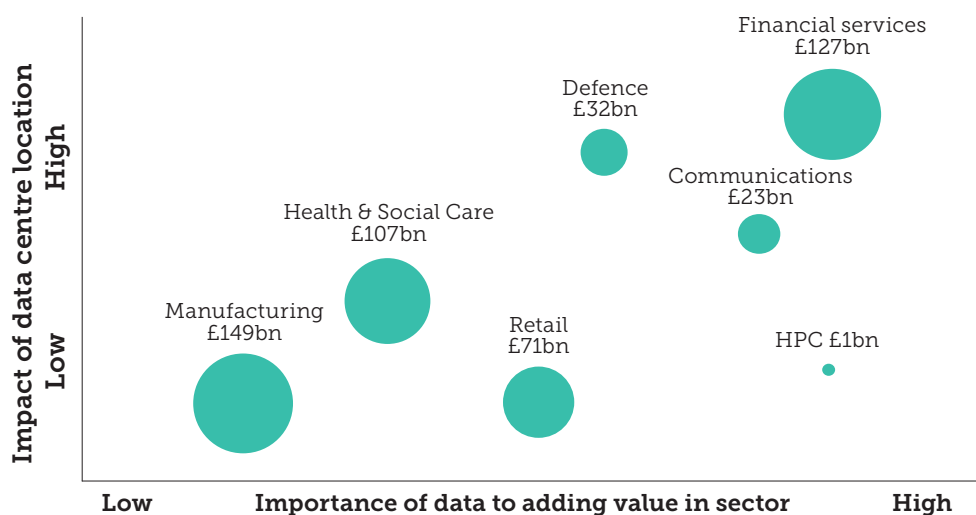 Financial services
£127bn
Defence
£32bn
Communications
£23bn
Health & Social Care
£107bn
Manufacturing
£149bn
Retail
£71bn
HPC £1bn
Impact of data centre location
High
Low
Low
Importance of data to adding value in sector
High